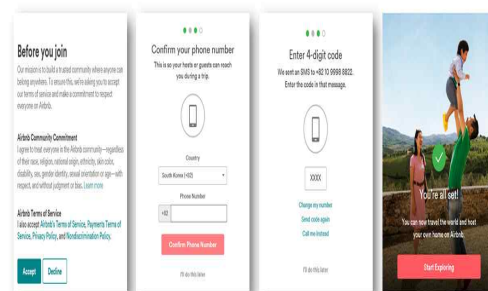 Before you join
Our mission is to build a trusted community where anyone can
belong anywhere. To ensure this, we're asking you to accept
our terms of service and make a commitment to respect
everyone on Airbnb.
Airbnb Community Commitment
I agree to treat everyone in the Airbnb community—regardless
of their race, religion, national origin, ethnicity, skin color,
disability, sex, gender identity, sexual orientation or age—with
respect, and without judgment or bias. Learn more
Airbnb Terms of Service
I also accept Airbnb's Terms of Service, Payments Terms of
Service, Privacy Policy, and Nondiscrimination Policy.
Accept
Decline
Confirm your phone number
This is so your hosts or guests can reach
you during a trip.
Country
South Korea (+82)
Phone Number
+82
Confirm Phone Number
I'll do this later
Enter 4-digit code
We sent an SMS to +82 10 9998 8822.
Enter the code in that message.
XXXX
Change my number
Send code again
Call me instead
I'll do this later
You're all set!
You can now travel the world and host
your own home on Airbnb.
Start Exploring